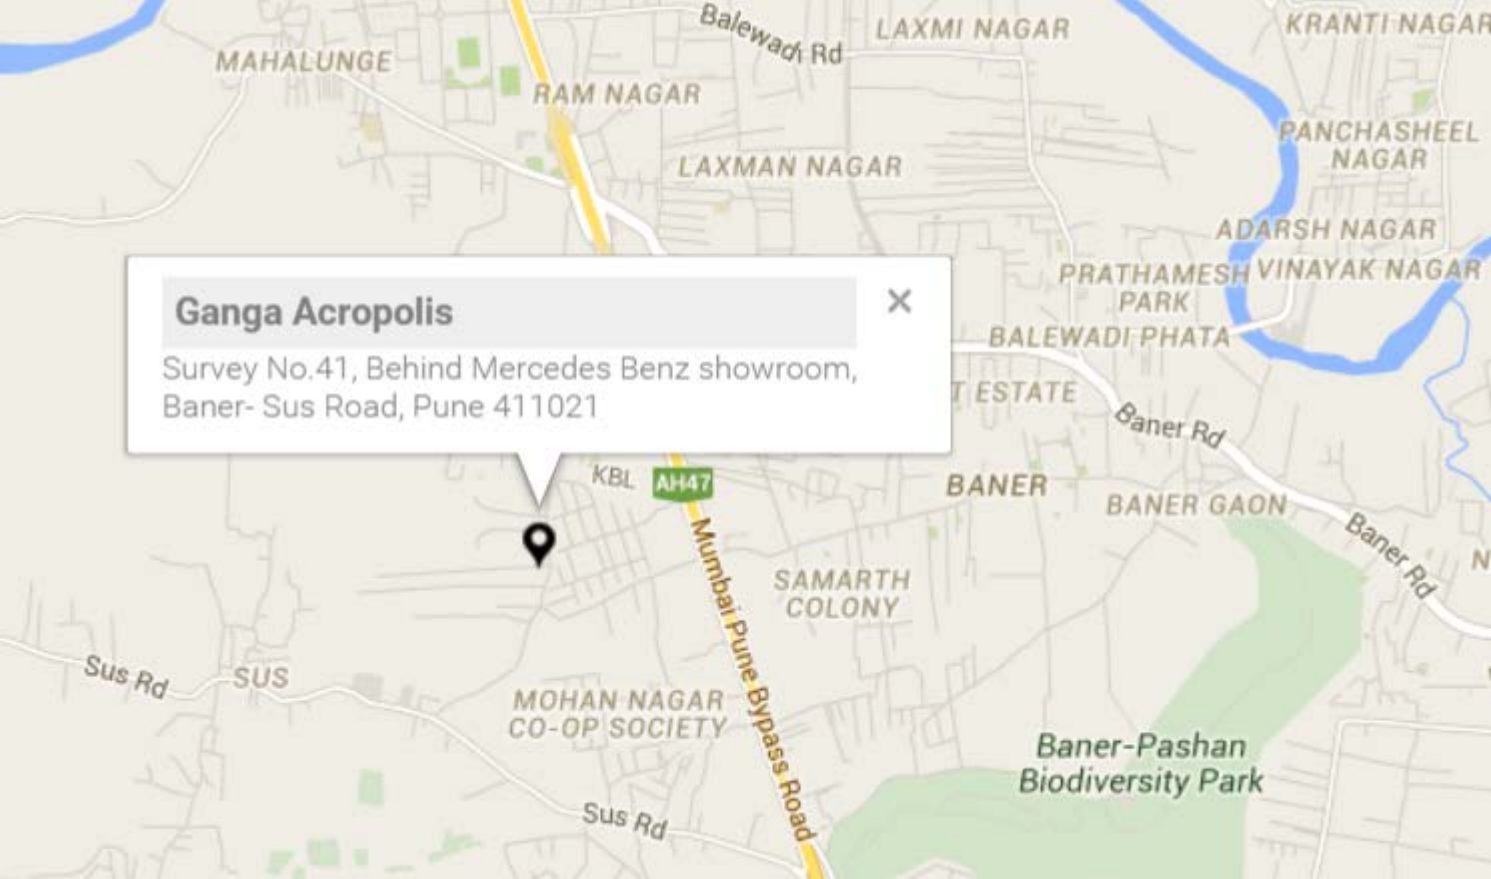 Balewadi Rd
LAXMI NAGAR
KRANTI NAGAR
MAHALUNGE
RAM NAGAR
PANCHASHEEL
NAGAR
LAXMAN NAGAR
ADARSH NAGAR
PRATHAMESH
PARK
VINAYAK NAGAR
Ganga Acropolis
Survey No.41, Behind Mercedes Benz showroom,
Baner- Sus Road, Pune 411021
BALEWADI PHATA
T ESTATE
Baner Rd
KBL
AH47
BANER
BANER GAON
Baner Rd
N
Mumbai Pune Bypass Road
SAMARTH
COLONY
Sus Rd
SUS
MOHAN NAGAR
CO-OP SOCIETY
Baner-Pashan
Biodiversity Park
Sus Rd